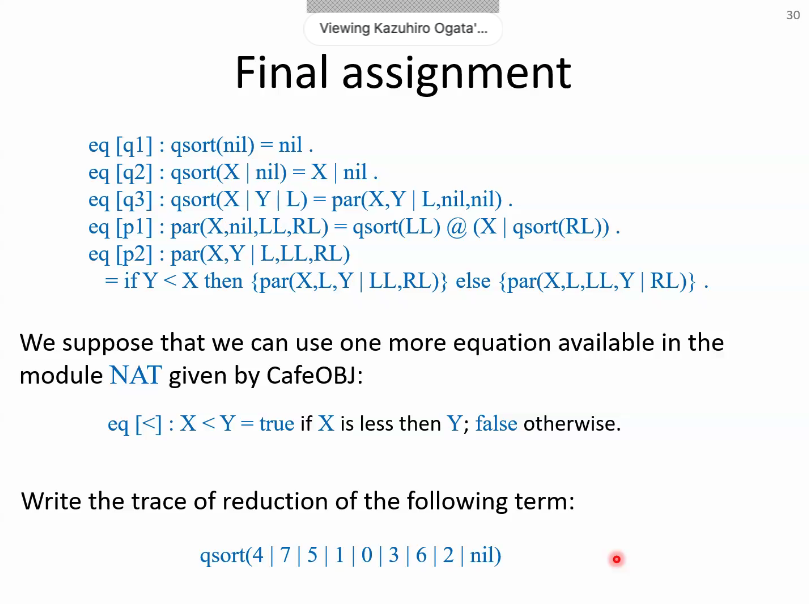 30
Viewing Kazuhiro Ogata'...
Final assignment
eq [q1] : qsort(nil) = nil .
eq [q2] : qsort(X | nil) = X | nil .
eq [q3] : qsort(X | Y | L) = par(X,Y | L,nil,nil) .
eq [p1] : par(X,nil,LL,RL) = qsort(LL) @ (X | qsort(RL)) .
eq [p2] : par(X,Y | L,LL,RL)
= if Y < X then {par(X,L,Y | LL,RL)} else {par(X,L,LL,Y | RL)} .
We suppose that we can use one more equation available in the
module NAT given by CafeOBJ:
eq [<] : X < Y = true if X is less then Y; false otherwise.
Write the trace of reduction of the following term:
qsort(4 | 7 | 5 | 1 | 0 | 3 | 6 | 2 | nil)